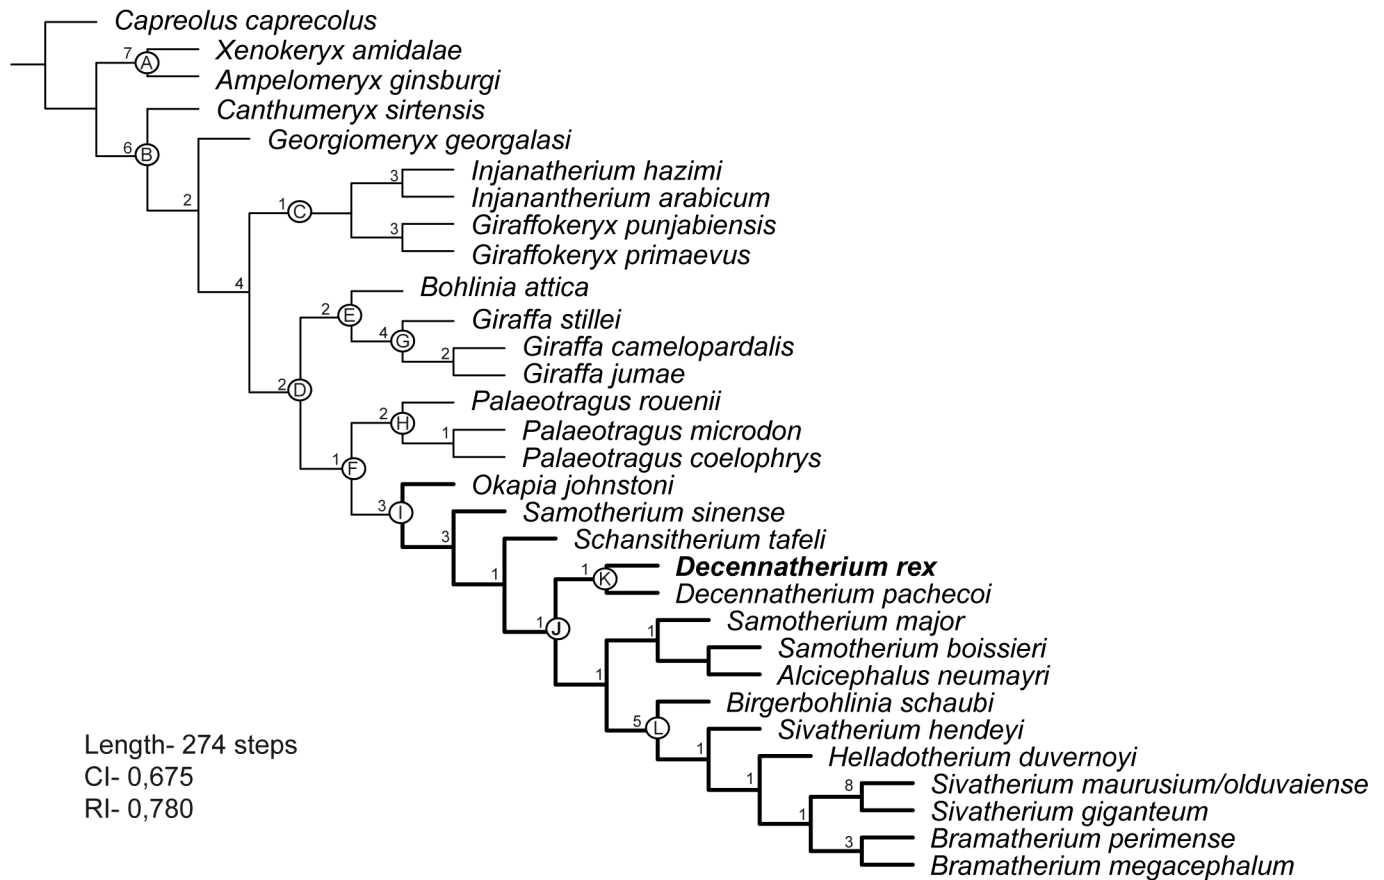 Capreolus caprecolus
7
A
Xenokeryx amidalae
Ampelomeryx ginsburgi
Canthumeryx sirtensis
6
B
Georgiomeryx georgalasi
2
Injanatherium hazimi
3
Injanantherium arabicum
1
C
Giraffokeryx punjabiensis
3
Giraffokeryx primaevus
4
Bohlinia attica
2
E
Giraffa stillei
4
G
Giraffa camelopardalis
2
Giraffa jumae
2
D
Palaeotragus rouenii
2
H
Palaeotragus microdon
1
Palaeotragus coelophrys
1
F
Okapia johnstoni
3
I
Samotherium sinense
3
Schansitherium tafeli
1
Decennatherium rex
1
K
Decennatherium pachecoi
Samotherium major
1
J
1
Samotherium boissieri
Alcicephalus neumayri
1
Birgerbohlinia schaubi
5
L
Sivatherium hendeyi
1
Helladotherium duvernoyi
1
Sivatherium maurusium/olduvaiense
8
Sivatherium giganteum
1
Bramatherium perimense
3
Bramatherium megacephalum
Length- 274 steps
CI- 0,675
RI- 0,780